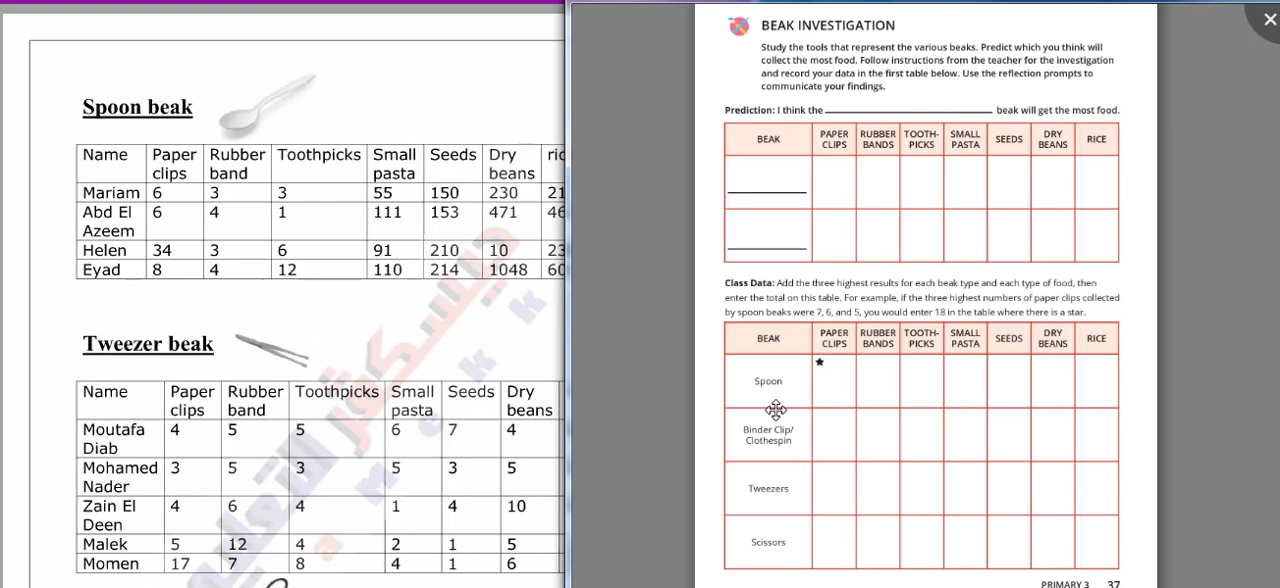 Spoon beak
Name Paper clips Rubber band Toothpicks Small pasta Seeds Dry beans
Mariam 6 3 3 55 150 230
Abd El Azeem 6 4 1 111 153 471
Helen 34 3 6 91 210 10
Eyad 8 4 12 110 214 1048
Tweezer beak
Name Paper clips Rubber band Toothpicks Small pasta Seeds Dry beans
Moutafa Diab 4 5 5 6 7 4
Mohamed Nader 3 5 3 5 3 5
Zain El Deen 4 6 4 1 4 10
Malek 5 12 4 2 1 5
Momen 17 7 8 4 1 6
BEAK INVESTIGATION
Study the tools that represent the various beaks. Predict which you think will
collect the most food. Follow instructions from the teacher for the investigation
and record your data in the first table below. Use the reflection prompts to
communicate your findings.
Prediction: I think the beak will get the most food.
BEAK PAPER CLIPS RUBBER BANDS TOOTH-PICKS SMALL PASTA SEEDS DRY BEANS RICE
Class Data: Add the three highest results for each beak type and each type of food, then
enter the total on this table. For example, if the three highest numbers of paper clips collected
by spoon beaks were 7, 6, and 5, you would enter 18 in the table where there is a star.
BEAK PAPER CLIPS RUBBER BANDS TOOTH-PICKS SMALL PASTA SEEDS DRY BEANS RICE
Spoon
Binder Clip/
Clothespin
Tweezers
Scissors
PRIMARY 3 37